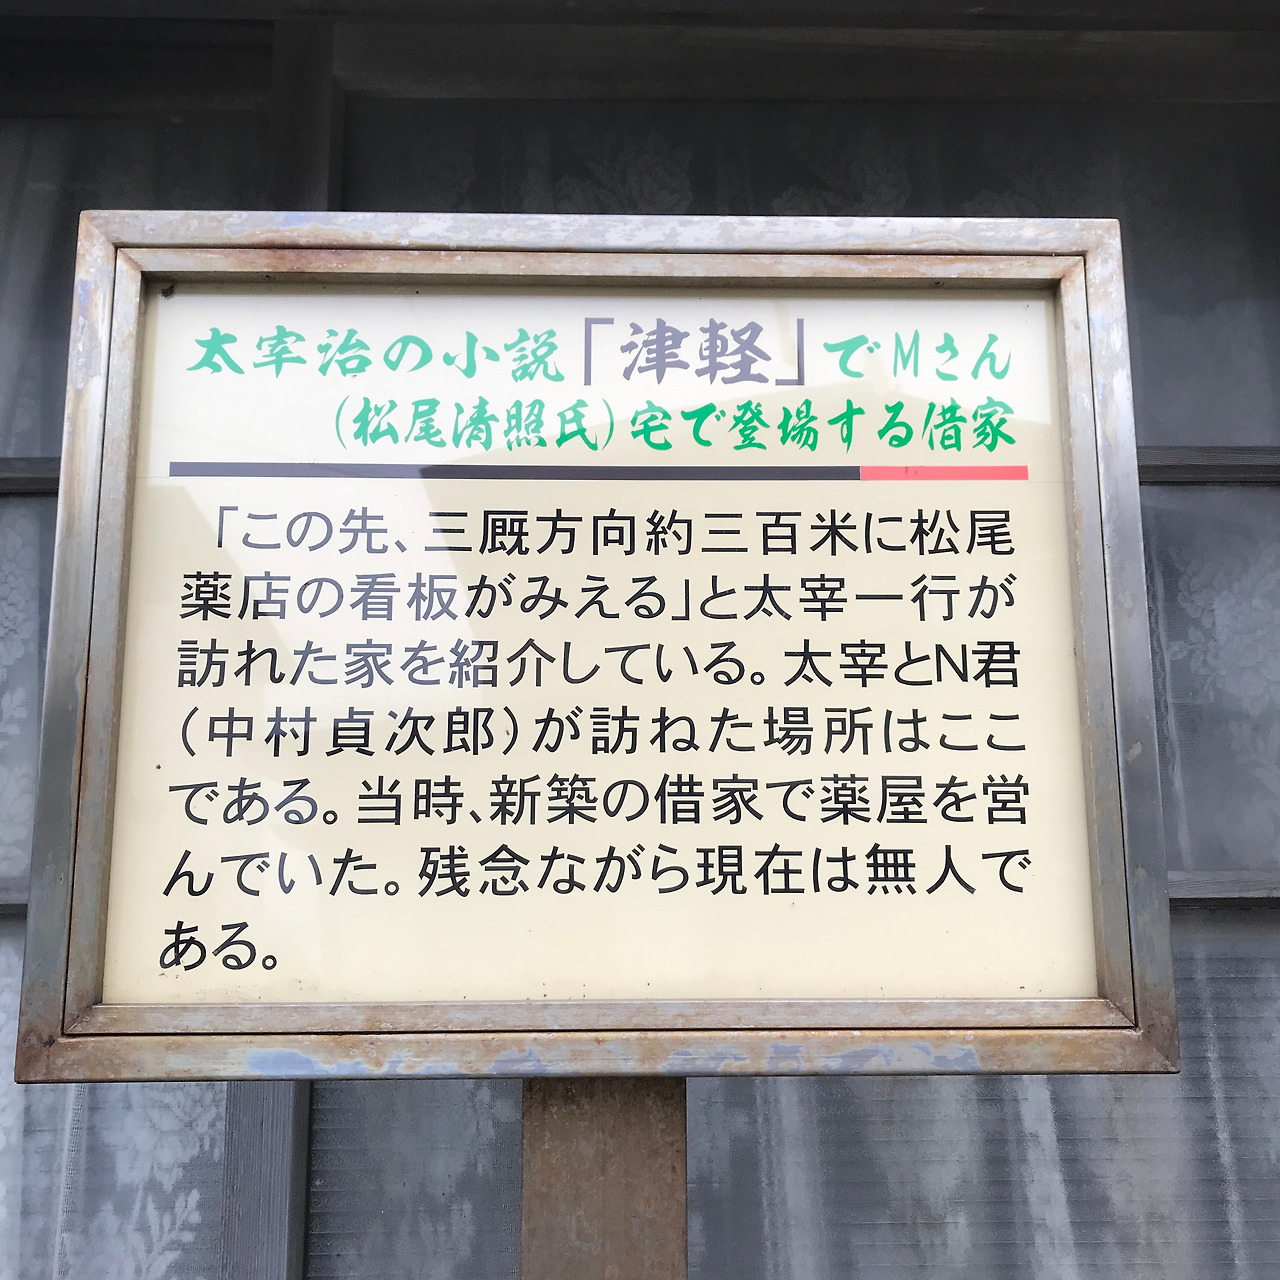 太宰治の小説「津軽」でMさん
(松尾清照氏)宅で登場する借家
「この先、三厩方向約三百米に松尾
薬店の看板がみえる」と太宰一行が
訪れた家を紹介している。太宰とN君
(中村貞次郎)が訪ねた場所はここ
である。当時、新築の借家で薬屋を営
んでいた。残念ながら現在は無人で
ある。